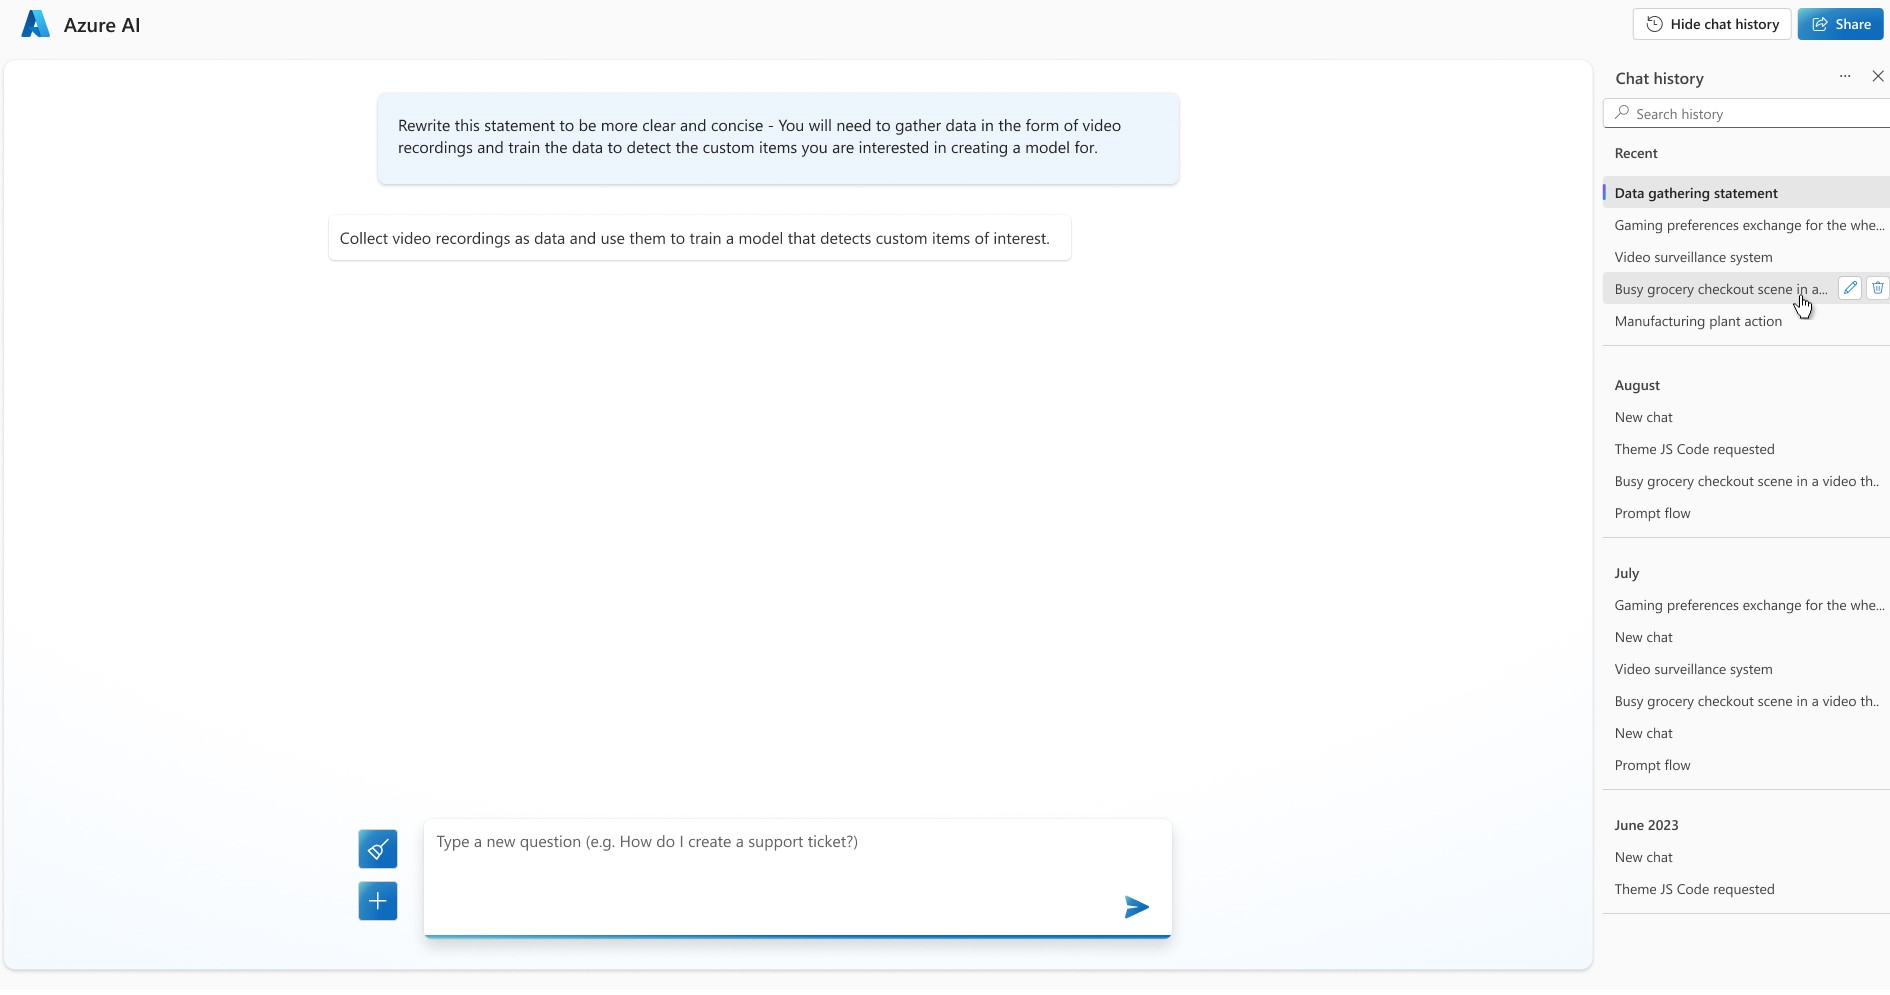 Azure AI
Hide chat history
Share
Rewrite this statement to be more clear and concise - You will need to gather data in the form of video
recordings and train the data to detect the custom items you are interested in creating a model for.
Collect video recordings as data and use them to train a model that detects custom items of interest.
Type a new question (e.g. How do I create a support ticket?)
Chat history
Search history
Recent
Data gathering statement
Gaming preferences exchange for the whe...
Video surveillance system
Busy grocery checkout scene in a...
Manufacturing plant action
August
New chat
Theme JS Code requested
Busy grocery checkout scene in a video th..
Prompt flow
July
Gaming preferences exchange for the whe...
New chat
Video surveillance system
Busy grocery checkout scene in a video th..
New chat
Prompt flow
June 2023
New chat
Theme JS Code requested